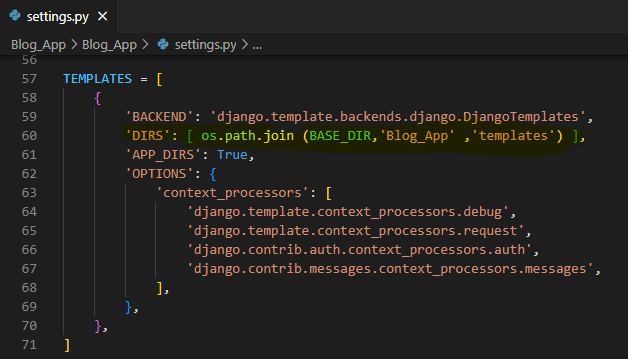 settings.py ×
Blog_App > Blog_App > settings.py > ...
56
57 TEMPLATES = [
58     {
59         'BACKEND': 'django.template.backends.django.DjangoTemplates',
60         'DIRS': [ os.path.join (BASE_DIR,'Blog_App' ,'templates') ],
61         'APP_DIRS': True,
62         'OPTIONS': {
63             'context_processors': [
64                 'django.template.context_processors.debug',
65                 'django.template.context_processors.request',
66                 'django.contrib.auth.context_processors.auth',
67                 'django.contrib.messages.context_processors.messages',
68             ],
69         },
70     },
71 ]